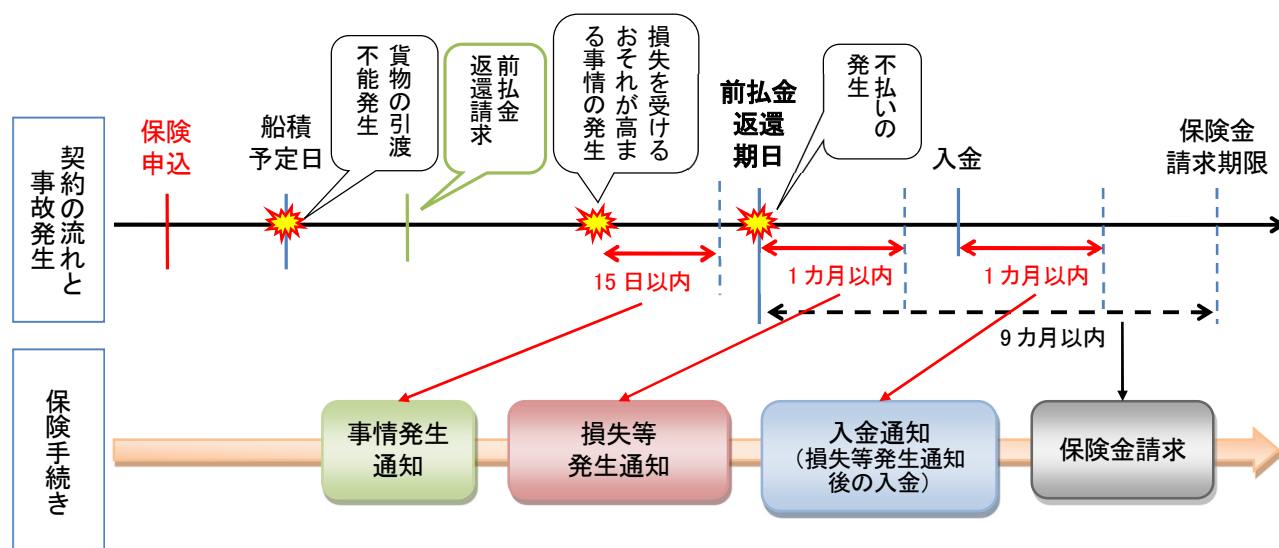 契約の流れと
事故発生
保険
申込
船積
予定日
貨物の引渡
不能発生
前払金
返還請求
損失を受ける
おそれが高ま
る事情の発生
前払金
返還
期日
不払いの
発生
入金
保険金
請求期限
15日以内
1カ月以内
1カ月以内
9カ月以内
保険手続き
事情発生
通知
損失等
発生通知
入金通知
(損失等発生通知
後の入金)
保険金請求